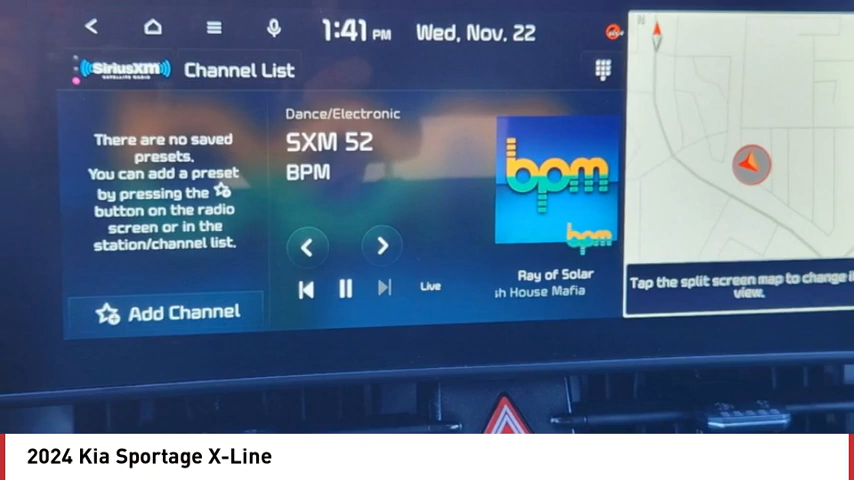 1:41 PM Wed, Nov. 22
SiriusXM Channel List
SATELLITE RADIO
There are no saved
presets.
You can add a preset
by pressing the
button on the radio
screen or in the
station/channel list.
Add Channel
Dance/Electronic
SXM 52
BPM
Live
bpm
bpm
Ray of Solar
sh House Mafia
N
Tap the split screen map to change i
view.
2024 Kia Sportage X-Line